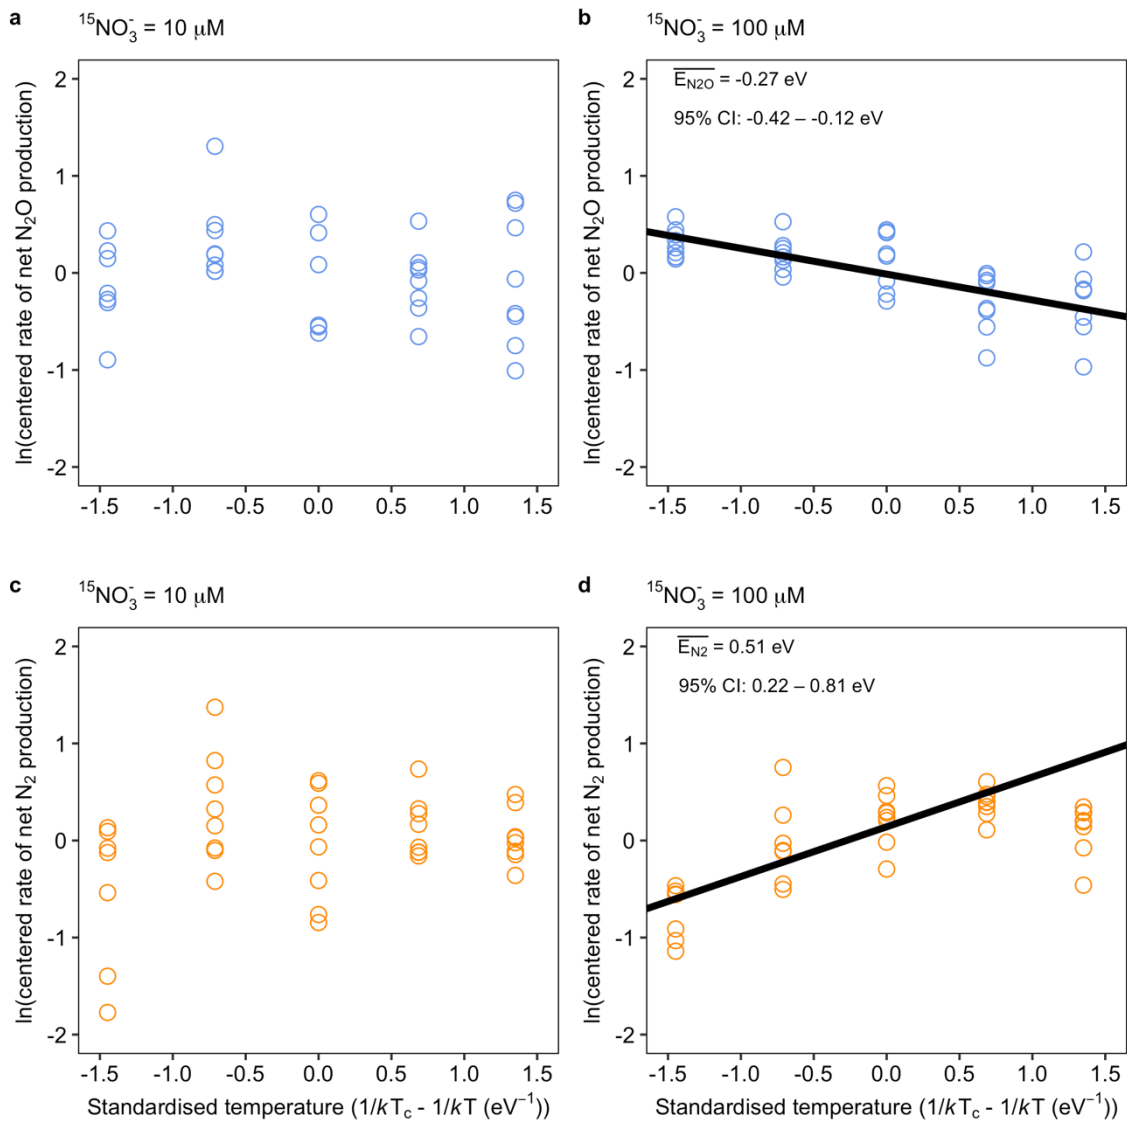 a
¹⁵NO₃⁻ = 10 μM
ln(centered rate of net N₂O production)
2
1
0
-1
-2
-1.5 -1.0 -0.5 0.0 0.5 1.0 1.5
b
¹⁵NO₃⁻ = 100 μM
E̅N2O = -0.27 eV
95% CI: -0.42 – -0.12 eV
ln(centered rate of net N₂O production)
2
1
0
-1
-2
-1.5 -1.0 -0.5 0.0 0.5 1.0 1.5
c
¹⁵NO₃⁻ = 10 μM
ln(centered rate of net N₂ production)
2
1
0
-1
-2
-1.5 -1.0 -0.5 0.0 0.5 1.0 1.5
Standardised temperature (1/kT_c - 1/kT (eV⁻¹))
d
¹⁵NO₃⁻ = 100 μM
E̅N2 = 0.51 eV
95% CI: 0.22 – 0.81 eV
ln(centered rate of net N₂ production)
2
1
0
-1
-2
-1.5 -1.0 -0.5 0.0 0.5 1.0 1.5
Standardised temperature (1/kT_c - 1/kT (eV⁻¹))